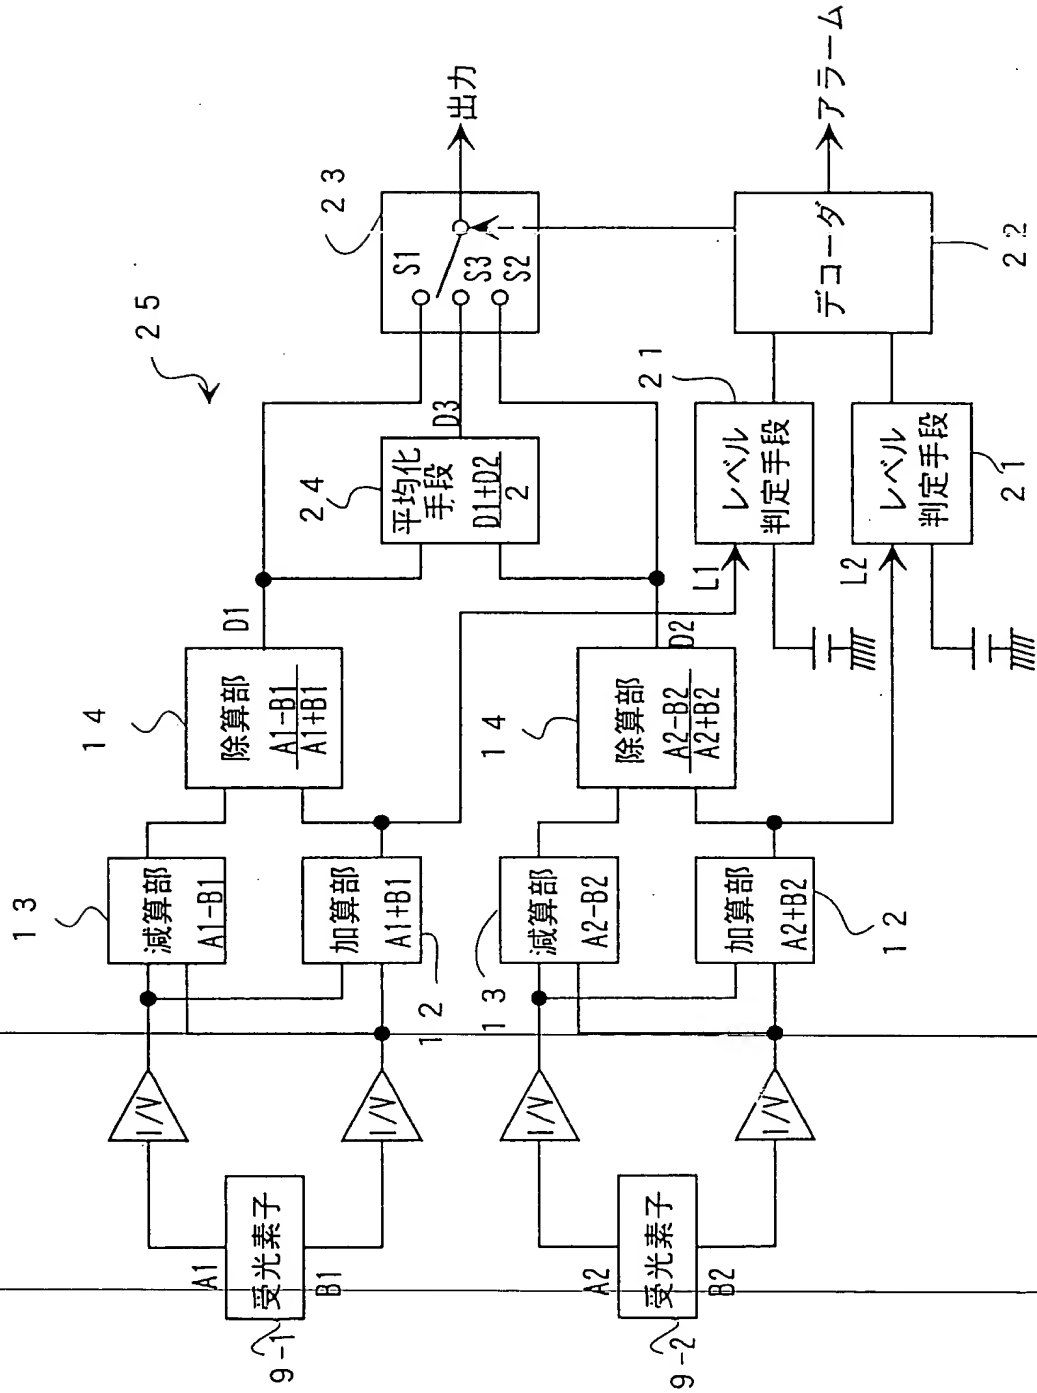 ２５
１３
減算部
A1-B1
１４
除算部
A1-B1
A1+B1
D1
２３
S1
S3
S2
出力
9-1
受光素子
A1
B1
I/V
I/V
加算部
A1+B1
１２
２４
平均化
手段
D1+D2
2
D3
9-2
受光素子
A2
B2
I/V
I/V
１３
減算部
A2-B2
１４
除算部
A2-B2
A2+B2
D2
加算部
A2+B2
１２
L1
レベル
判定手段
２１
L2
レベル
判定手段
２１
デコーダ
２２
アラーム